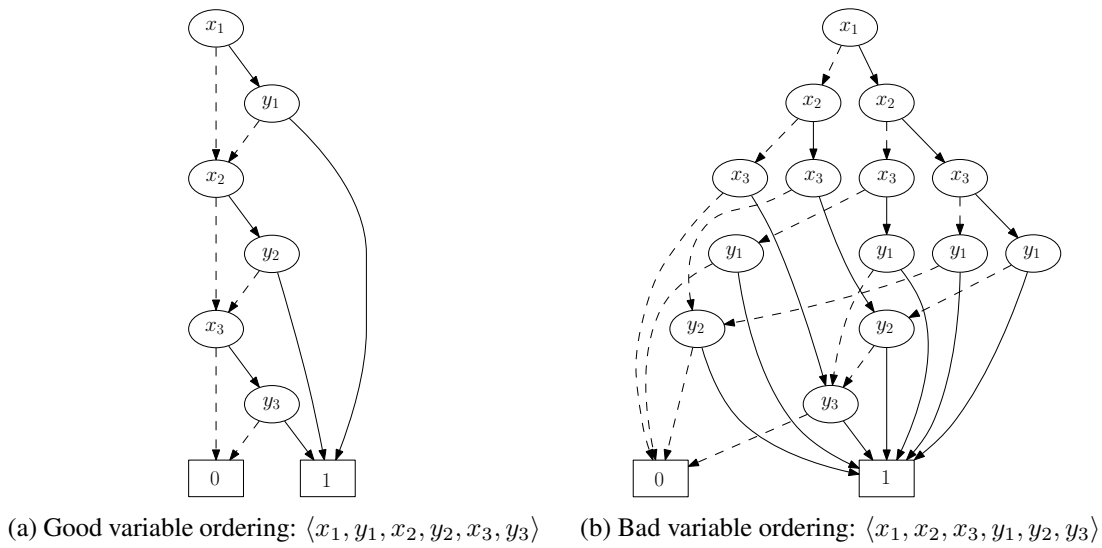 x₁ x₁
y₁ x₂ x₂
x₂ x₃ x₃ x₃ x₃
y₂ y₁ y₁ y₁ y₁
x₃ y₂ y₂
y₃ y₃
0 1 0 1
(a) Good variable ordering: ⟨x₁, y₁, x₂, y₂, x₃, y₃⟩ (b) Bad variable ordering: ⟨x₁, x₂, x₃, y₁, y₂, y₃⟩